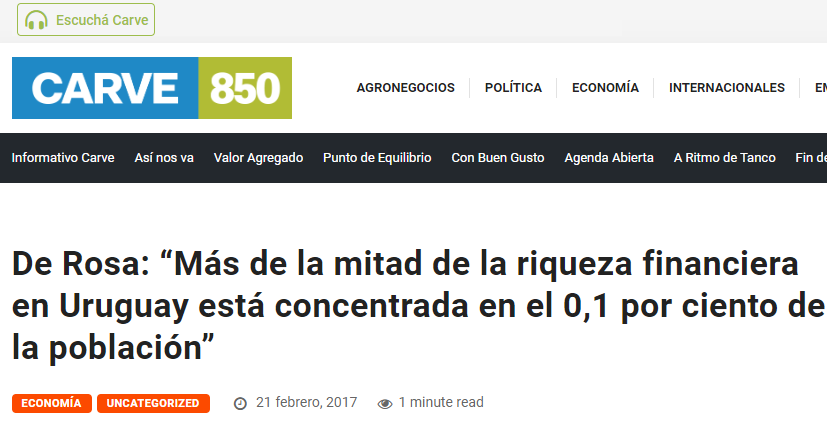 Escuchá Carve
CARVE 850
AGRONEGOCIOS POLÍTICA ECONOMÍA INTERNACIONALES
Informativo Carve Así nos va Valor Agregado Punto de Equilibrio Con Buen Gusto Agenda Abierta A Ritmo de Tanco Fin
De Rosa: “Más de la mitad de la riqueza financiera
en Uruguay está concentrada en el 0,1 por ciento de
la población”
ECONOMÍA UNCATEGORIZED 21 febrero, 2017 1 minute read